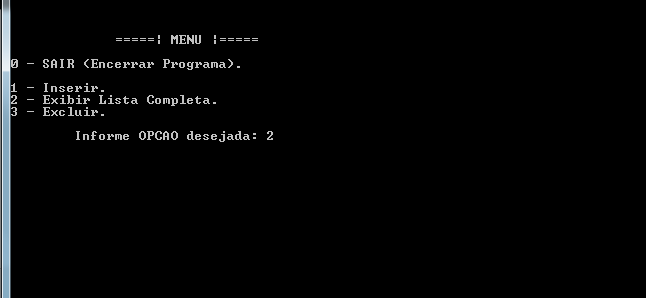 =====¦ MENU ¦=====
0 - SAIR (Encerrar Programa).
1 - Inserir.
2 - Exibir Lista Completa.
3 - Excluir.
Informe OPCAO desejada: 2